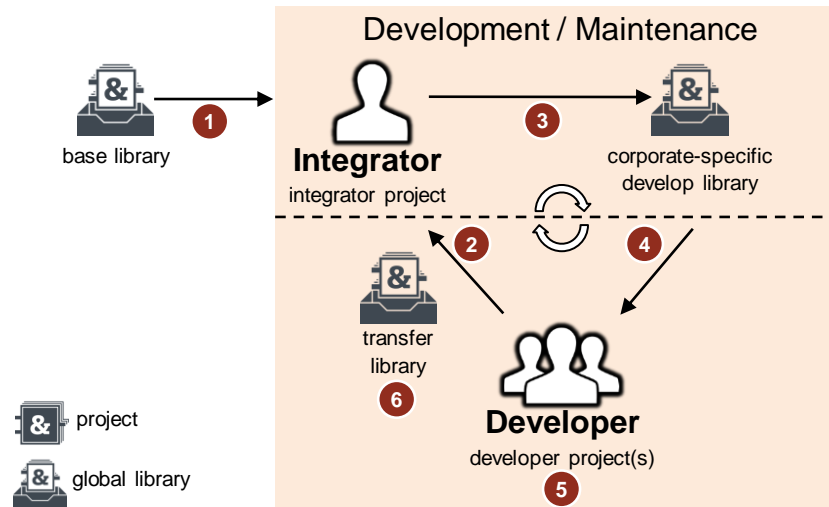 Development / Maintenance
&
base library
1
Integrator
integrator project
3
&
corporate-specific
develop library
2
4
&
transfer
library
6
Developer
developer project(s)
5
& project
& global library